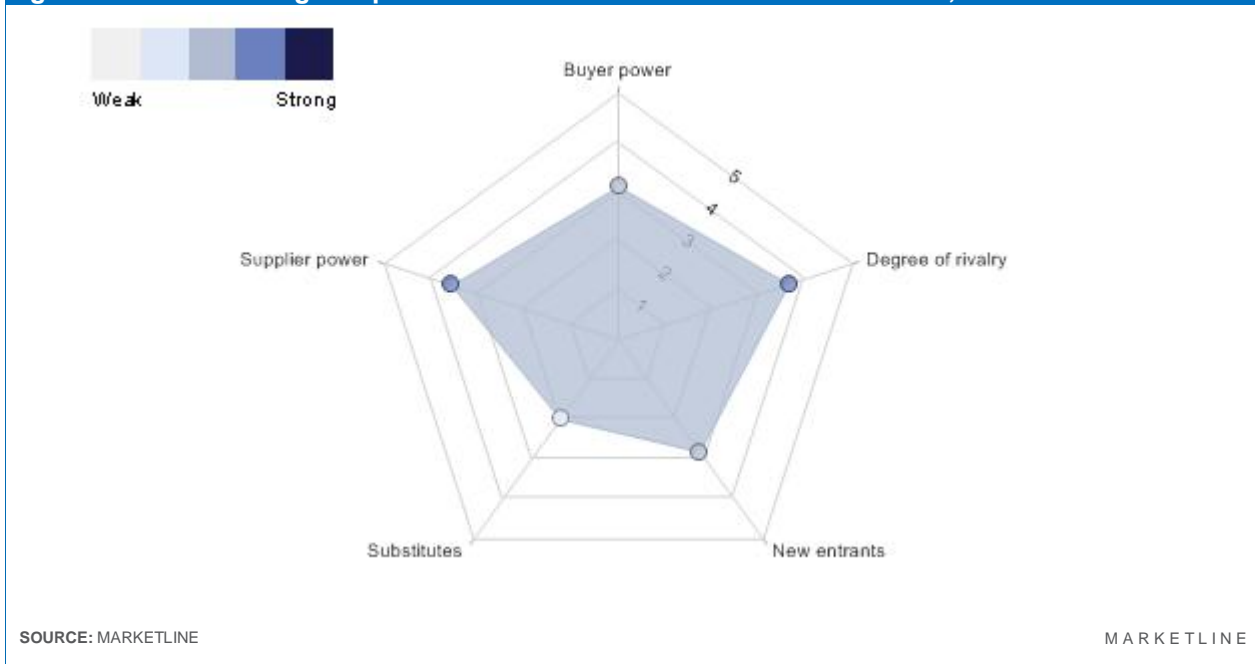 Weak Strong
Buyer power
5
4
3
2
1
Supplier power
Degree of rivalry
Substitutes
New entrants
SOURCE: MARKETLINE
MARKETLINE